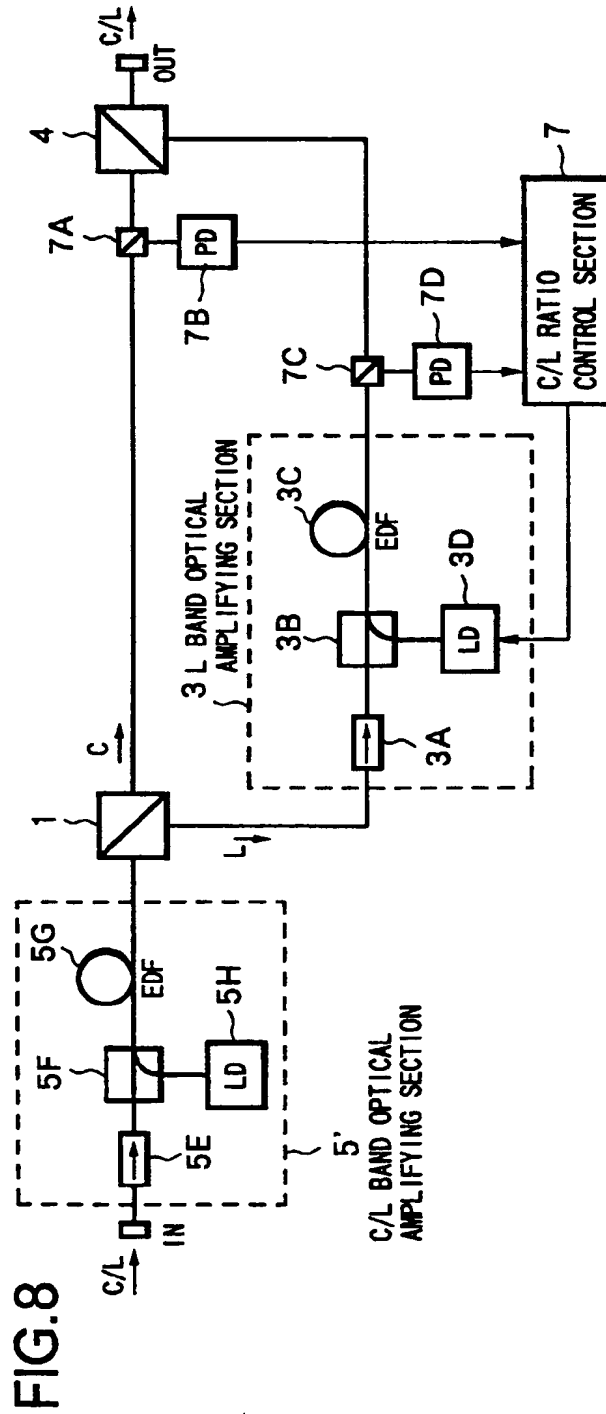 FIG.8
C/L
IN
5E
5F
5G
EDF
LD
5H
5'
C/L BAND OPTICAL
AMPLIFYING SECTION
1
C
L
3 L BAND OPTICAL
AMPLIFYING SECTION
3A
3B
3C
EDF
LD
3D
7A
PD
7B
7C
PD
7D
4
C/L
OUT
7
C/L RATIO
CONTROL SECTION